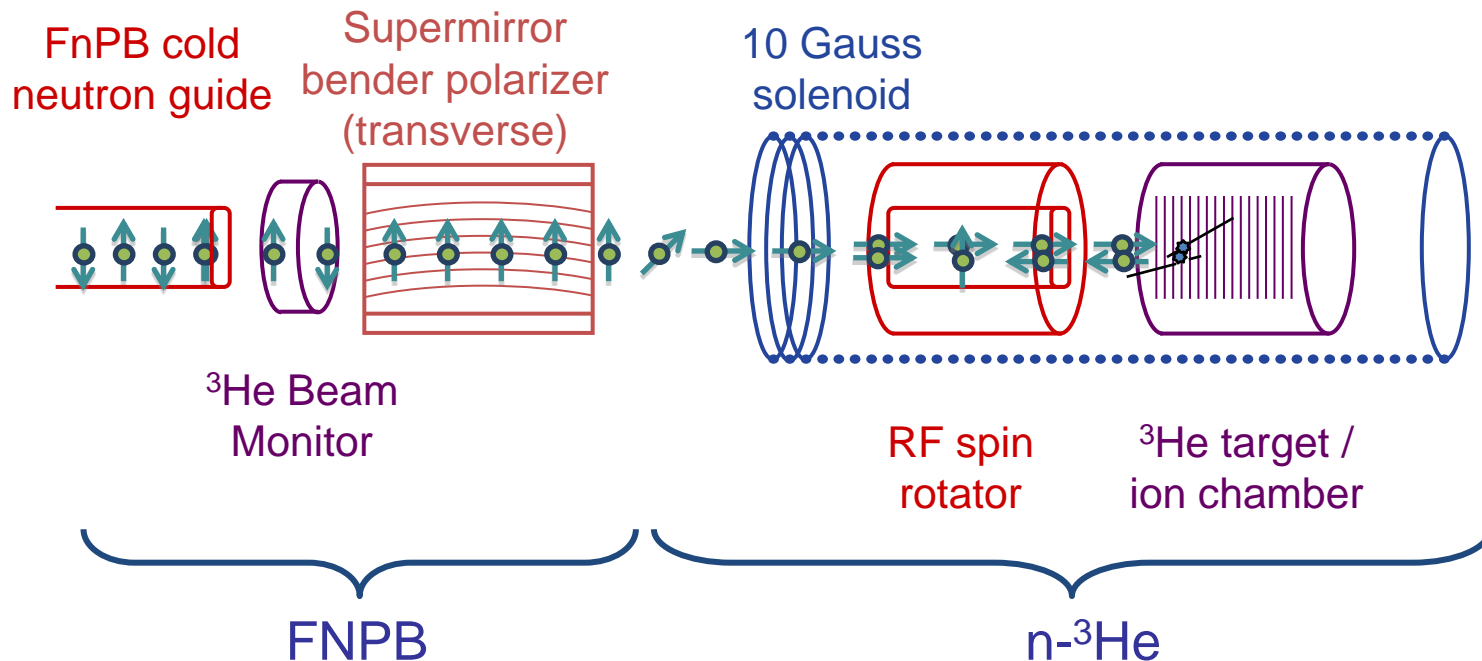 FnPB cold
neutron guide
Supermirror
bender polarizer
(transverse)
10 Gauss
solenoid
³He Beam
Monitor
RF spin
rotator
³He target /
ion chamber
FNPB
n-³He